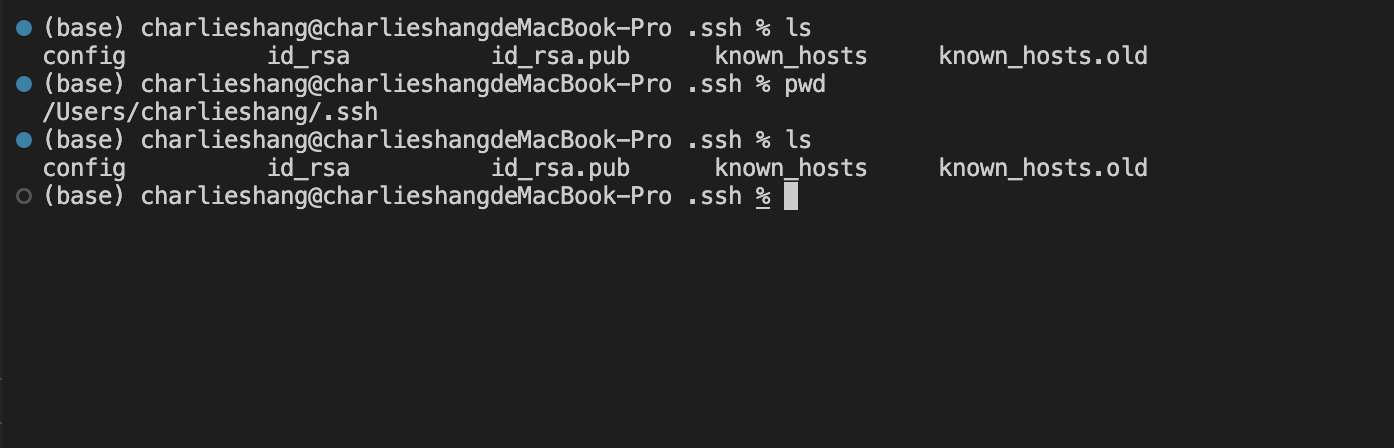 (base) charlieshang@charlieshangdeMacBook-Pro .ssh % ls
config          id_rsa          id_rsa.pub      known_hosts     known_hosts.old
(base) charlieshang@charlieshangdeMacBook-Pro .ssh % pwd
/Users/charlieshang/.ssh
(base) charlieshang@charlieshangdeMacBook-Pro .ssh % ls
config          id_rsa          id_rsa.pub      known_hosts     known_hosts.old
(base) charlieshang@charlieshangdeMacBook-Pro .ssh %